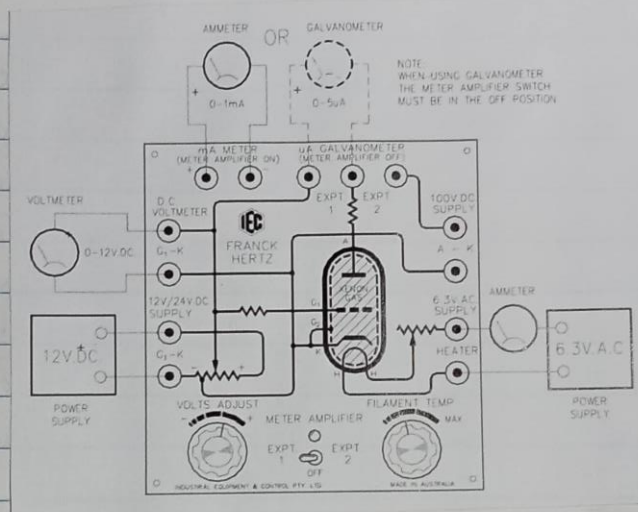 AMMETER
OR
GALVANOMETER
+
0-1mA
+
0-5uA
NOTE:
WHEN USING GALVANOMETER
THE METER AMPLIFIER SWITCH
MUST BE IN THE OFF POSITION
mA METER
(METER AMPLIFIER ON)
+
-
uA GALVANOMETER
(METER AMPLIFIER OFF)
VOLTMETER
0-12V.DC
D.C
VOLTMETER
G₁-K
IEC
FRANCK
HERTZ
EXPT
1
EXPT
2
100V.DC
SUPPLY
A - K
A
XENON
GAS
G₁
G₂
K
H
H
12V/24V.DC
SUPPLY
G₁-K
12V.DC.
+
-
POWER
SUPPLY
- +
6.3V.A.C.
SUPPLY
HEATER
AMMETER
6.3V.A.C
POWER
SUPPLY
VOLTS ADJUST
- +
METER AMPLIFIER
EXPT
1
EXPT
2
OFF
FILAMENT TEMP
MAX
INDUSTRIAL EQUIPMENT & CONTROL PTY. LTD.
MADE IN AUSTRALIA